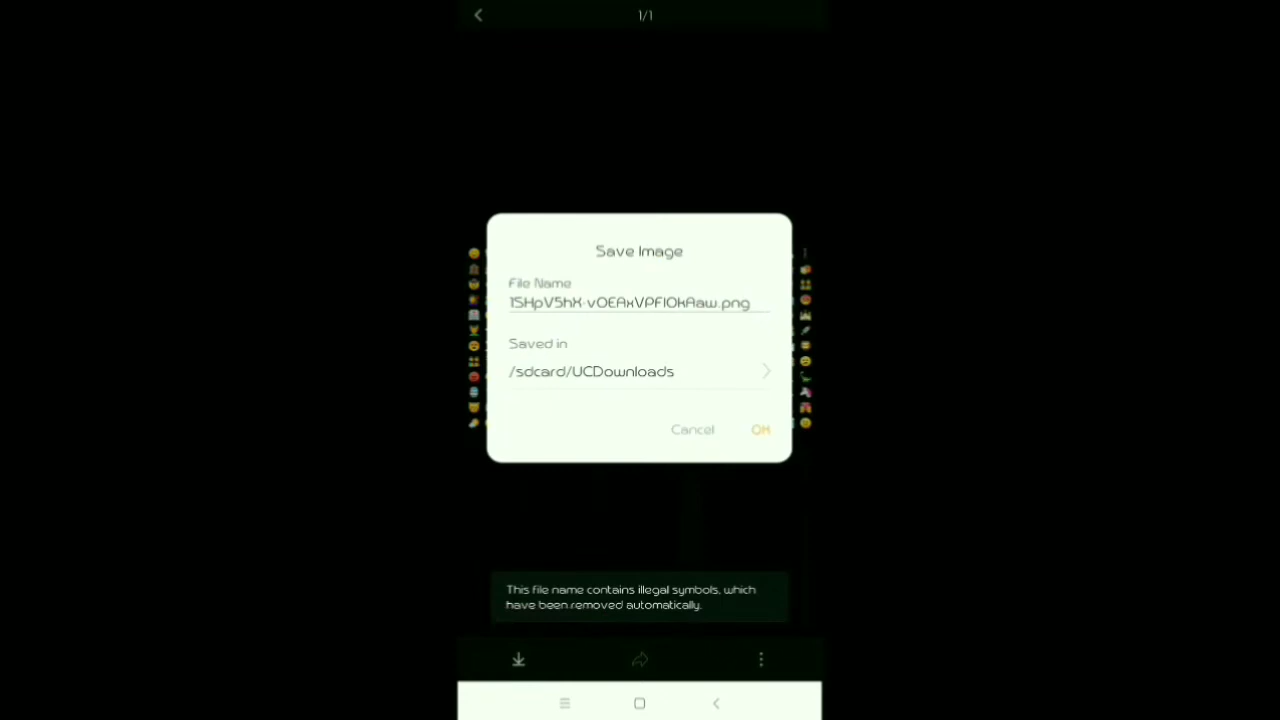 1/1
Save Image
File Name
1SHpV5hX-vOEAxVPFIOkAaw.png
Saved in
/sdcard/UCDownloads
Cancel
OK
This file name contains illegal symbols, which
have been removed automatically.